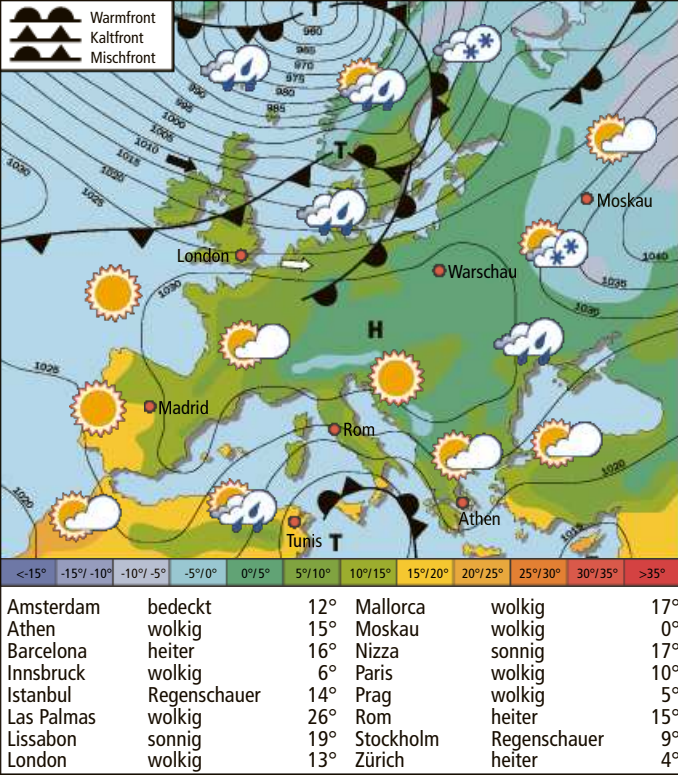 Warmfront
Kaltfront
Mischfront
T
960
965
970
975
980
985
990
995
1000
1005
1010
1015
1020
1025
1030
T
Moskau
London
Warschau
1040
1035
1030
1030
H
1025
Madrid
Rom
1020
1020
Athen
Tunis
T
1015
<-15° -15°/-10° -10°/-5° -5°/0° 0°/5° 5°/10° 10°/15° 15°/20° 20°/25° 25°/30° 30°/35° >35°
Amsterdam bedeckt 12° Mallorca wolkig 17°
Athen wolkig 15° Moskau wolkig 0°
Barcelona heiter 16° Nizza sonnig 17°
Innsbruck wolkig 6° Paris wolkig 10°
Istanbul Regenschauer 14° Prag wolkig 5°
Las Palmas wolkig 26° Rom heiter 15°
Lissabon sonnig 19° Stockholm Regenschauer 9°
London wolkig 13° Zürich heiter 4°